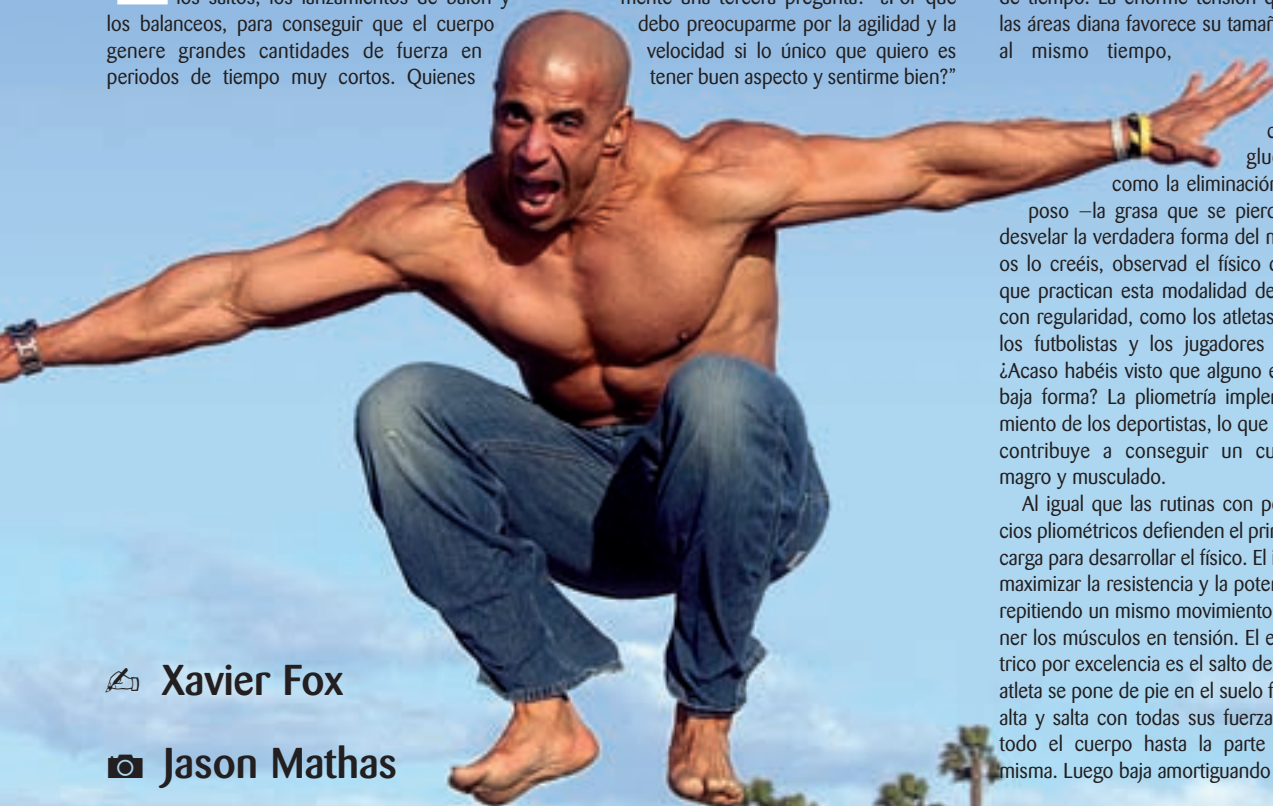 los saltos, los lanzamientos de balón y
los balanceos, para conseguir que el cuerpo
genere grandes cantidades de fuerza en
periodos de tiempo muy cortos. Quienes
mente una tercera pregunta: “¿Por qué
debo preocuparme por la agilidad y la
velocidad si lo único que quiero es
tener buen aspecto y sentirme bien?”
de tiempo. La enorme tensión q
las áreas diana favorece su tamañ
al mismo tiempo,
glu
como la eliminación
poso –la grasa que se pierd
desvelar la verdadera forma del m
os lo creéis, observad el físico d
que practican esta modalidad de
con regularidad, como los atletas
los futbolistas y los jugadores
¿Acaso habéis visto que alguno e
baja forma? La pliometría implem
miento de los deportistas, lo que
contribuye a conseguir un cu
magro y musculado.
Al igual que las rutinas con pe
cios pliométricos defienden el prin
carga para desarrollar el físico. El i
maximizar la resistencia y la poten
repitiendo un mismo movimiento
ner los músculos en tensión. El e
trico por excelencia es el salto de
atleta se pone de pie en el suelo f
alta y salta con todas sus fuerza
todo el cuerpo hasta la parte
misma. Luego baja amortiguando
Xavier Fox
Jason Mathas